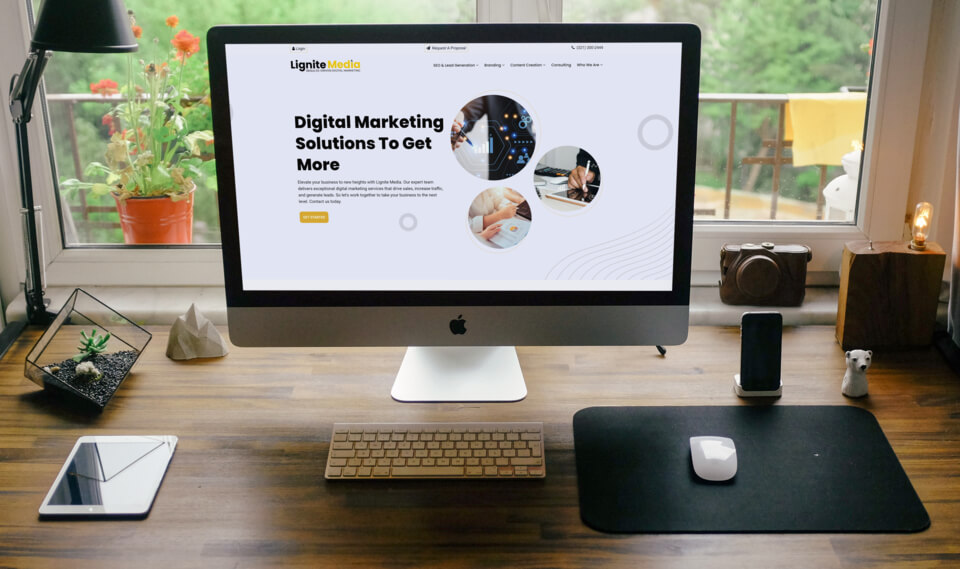 Login
Request A Proposal
(321) 300-2444
Lignite Media
SEO & Lead Generation
Branding
Content Creation
Consulting
Who We Are
Digital Marketing
Solutions To Get
More
Elevate your business to new heights with Lignite Media. Our expert team
delivers exceptional digital marketing services that drive sales, increase traffic,
and generate leads. So let's work together to take your business to the next
level. Contact us today.
GET STARTED